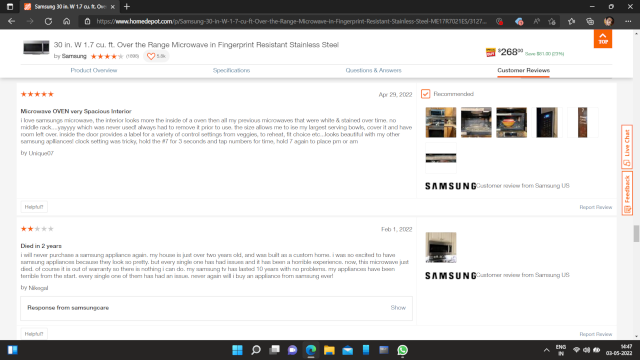 Samsung 30 in. W 1.7 cu. ft. Ov
https://www.homedepot.com/p/Samsung-30-in-W-1-7-cu-ft-Over-the-Range-Microwave-in-Fingerprint-Resistant-Stainless-Steel-ME17R7021ES/3127...
30 in. W 1.7 cu. ft. Over the Range Microwave in Fingerprint Resistant Stainless Steel
by Samsung
5.8k
$26800
Save $81.00 (23%)
TOP
Product Overview
Specifications
Questions & Answers
Customer Reviews
Apr 29, 2022
Recommended
Microwave OVEN very Spacious Interior
i love samsungs microwave, the interior looks more the inside of a oven then all my previous microwaves that were white & stained over time. no
middle rack....yayyyy which was never used! always had to remove it prior to use. the size allows me to ise my largest serving bowls, cover it and have
room left over. inside the door provides a label for a variety of control settings from veggies, to reheat, fit choice etc...looks beautiful with my other
samsung appliances! clock setting was tricky, hold the #7 for 3 seconds and tap numbers for time, hold 7 again to place pm or am
by Unique07
SAMSUNG Customer review from Samsung US
Helpful?
Report Review
Live Chat
Feedback
Feb 1, 2022
Died in 2 years
i will never purchase a samsung appliance again. my house is just over two years old, and was built as a custom home. i was so excited to have
samsung appliances because they look so pretty. but every single one has had issues and it has been a horrible experience. now, this microwave just
died. of course it is out of warranty so there is nothing i can do. my samsung tv has lasted 10 years with no problems. my appliances have been
horrible from the start. every single one of them has had an issue. never again will i buy an appliance from samsung ever!
by Nikegal
SAMSUNG Customer review from Samsung US
Response from samsungcare
Show
Helpful?
Report Review
ENG
IN
14:47
03-05-2022